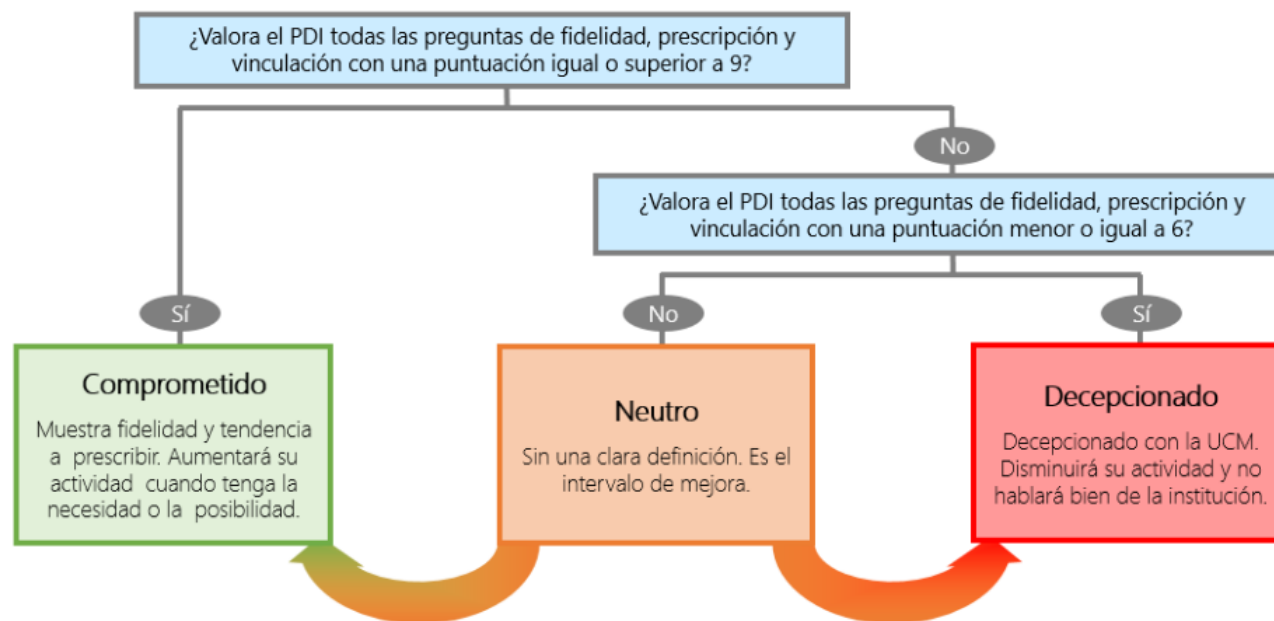 ¿Valora el PDI todas las preguntas de fidelidad, prescripción y
vinculación con una puntuación igual o superior a 9?
No
¿Valora el PDI todas las preguntas de fidelidad, prescripción y
vinculación con una puntuación menor o igual a 6?
Sí
No
Sí
Comprometido
Muestra fidelidad y tendencia
a prescribir. Aumentará su
actividad cuando tenga la
necesidad o la posibilidad.
Neutro
Sin una clara definición. Es el
intervalo de mejora.
Decepcionado
Decepcionado con la UCM.
Disminuirá su actividad y no
hablará bien de la institución.